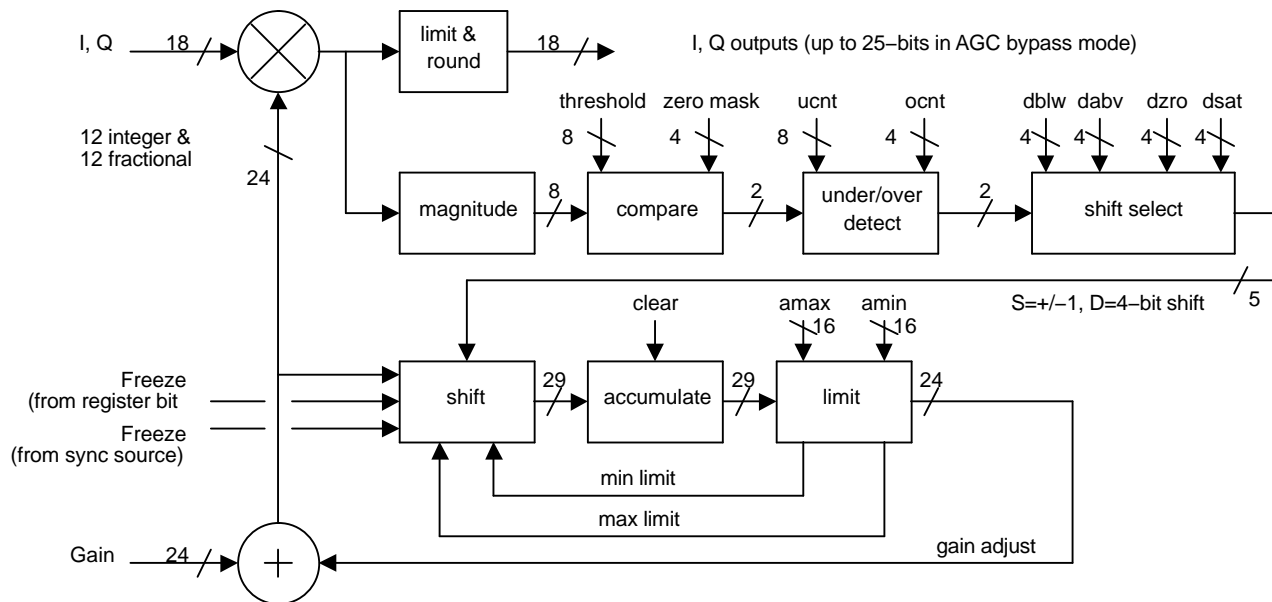 I, Q
18
limit &
round
18
I, Q outputs (up to 25−bits in AGC bypass mode)
12 integer &
12 fractional
24
threshold
8
zero mask
4
ucnt
8
ocnt
4
dblw
4
dabv
4
dzro
4
dsat
4
magnitude
8
compare
2
under/over
detect
2
shift select
5
S=+/−1, D=4−bit shift
clear
amax
16
amin
16
Freeze
(from register bit
Freeze
(from sync source)
shift
29
accumulate
29
limit
24
min limit
max limit
Gain
24
+
gain adjust